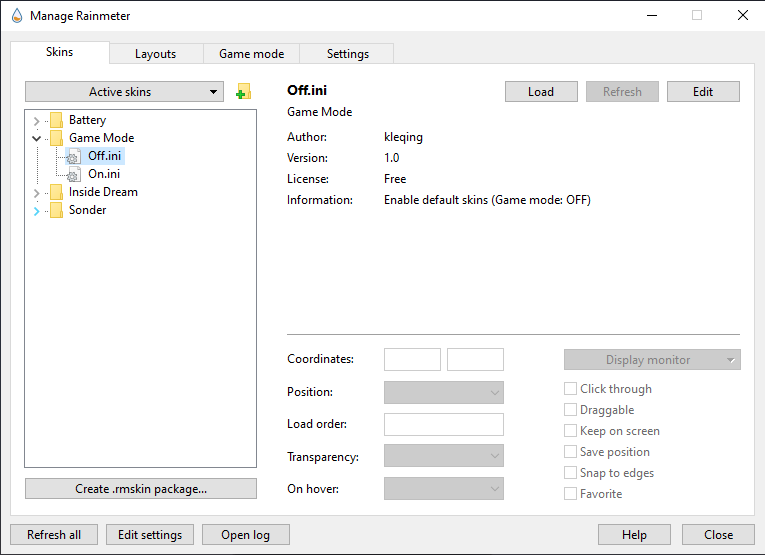 Manage Rainmeter
Skins
Layouts
Game mode
Settings
Active skins
Battery
Game Mode
Off.ini
On.ini
Inside Dream
Sonder
Create .rmskin package...
Off.ini
Load
Refresh
Edit
Game Mode
Author: kleqing
Version: 1.0
License: Free
Information: Enable default skins (Game mode: OFF)
Coordinates:
Position:
Load order:
Transparency:
On hover:
Display monitor
Click through
Draggable
Keep on screen
Save position
Snap to edges
Favorite
Refresh all
Edit settings
Open log
Help
Close